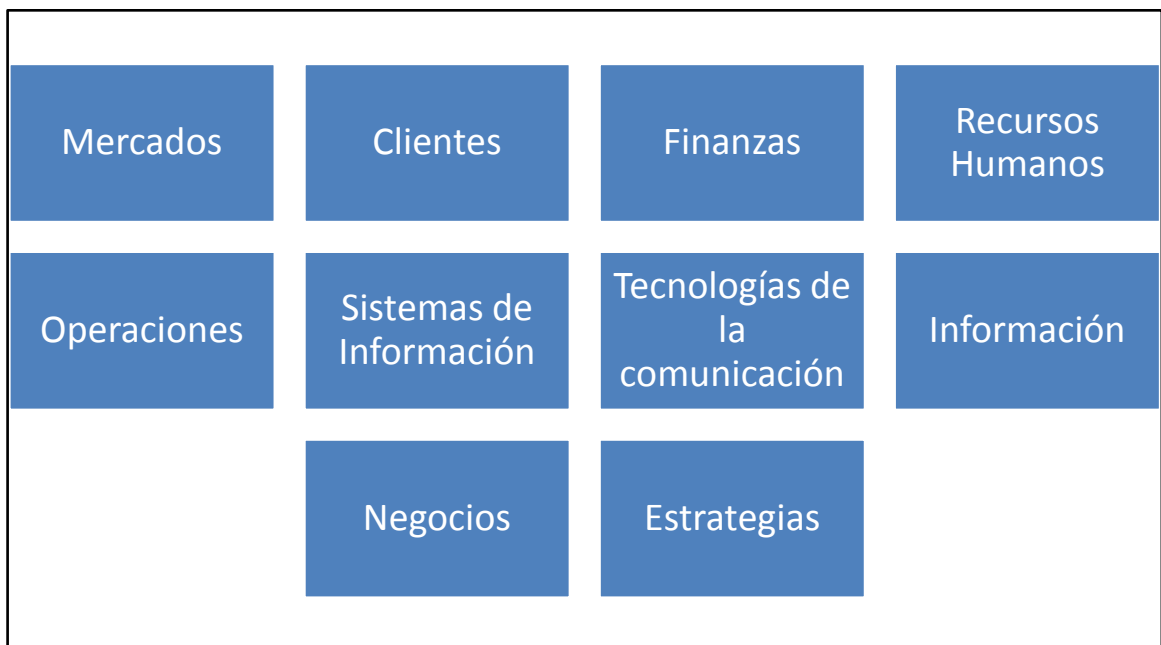 Mercados
Clientes
Finanzas
Recursos
Humanos
Operaciones
Sistemas de
Información
Tecnologías de
la
comunicación
Información
Negocios
Estrategias